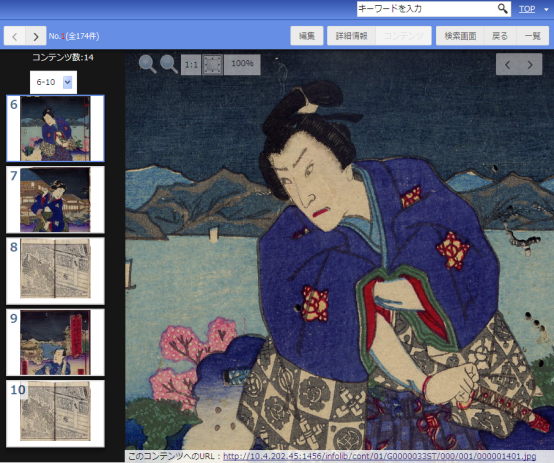 キーワードを入力
TOP
No.3(全174件)
編集
詳細情報
コンテンツ
検索画面
戻る
一覧
コンテンツ数:14
6-10
1:1
100%
6
7
8
9
10
このコンテンツへのURL : http://10.4.202.45:1456/infolib/cont/01/G0000033ST/000/001/000001401.jpg